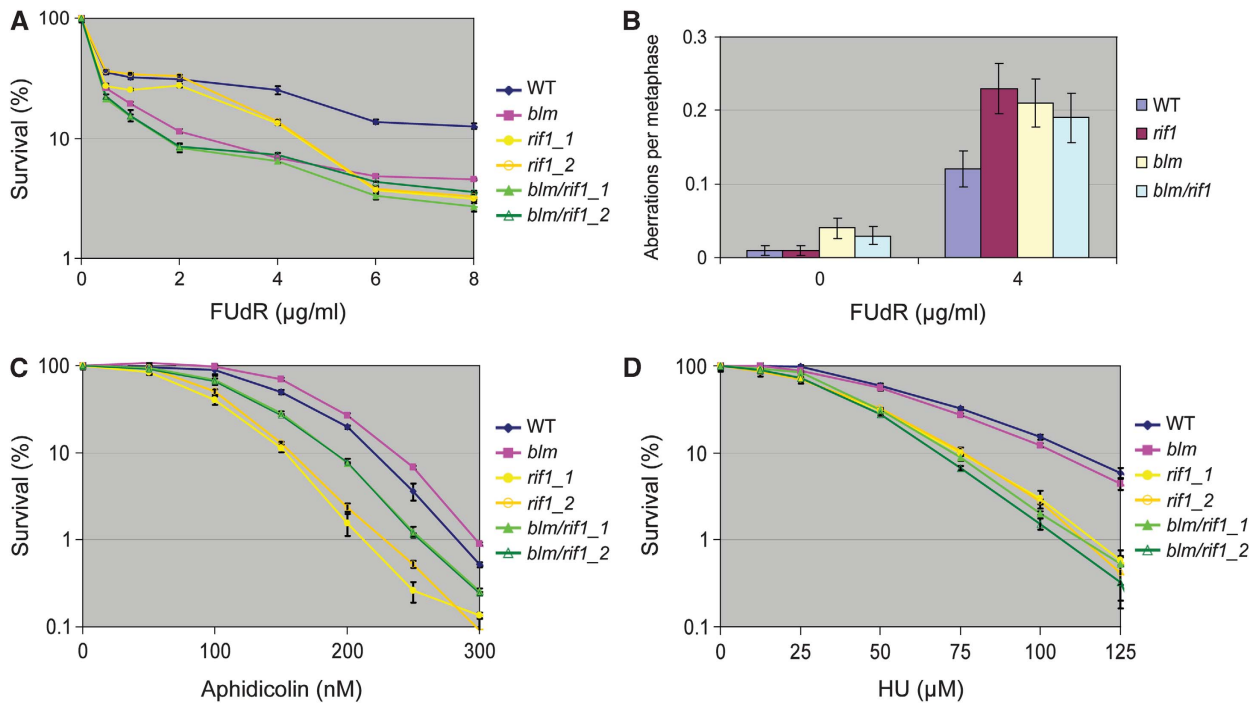 A
100
10
1
Survival (%)
0 2 4 6 8
FUdR (µg/ml)
WT
blm
rif1_1
rif1_2
blm/rif1_1
blm/rif1_2
B
0.3
0.2
0.1
0
Aberrations per metaphase
0 4
FUdR (µg/ml)
WT
rif1
blm
blm/rif1
C
100
10
1
0.1
Survival (%)
0 100 200 300
Aphidicolin (nM)
WT
blm
rif1_1
rif1_2
blm/rif1_1
blm/rif1_2
D
100
10
1
0.1
Survival (%)
0 25 50 75 100 125
HU (µM)
WT
blm
rif1_1
rif1_2
blm/rif1_1
blm/rif1_2